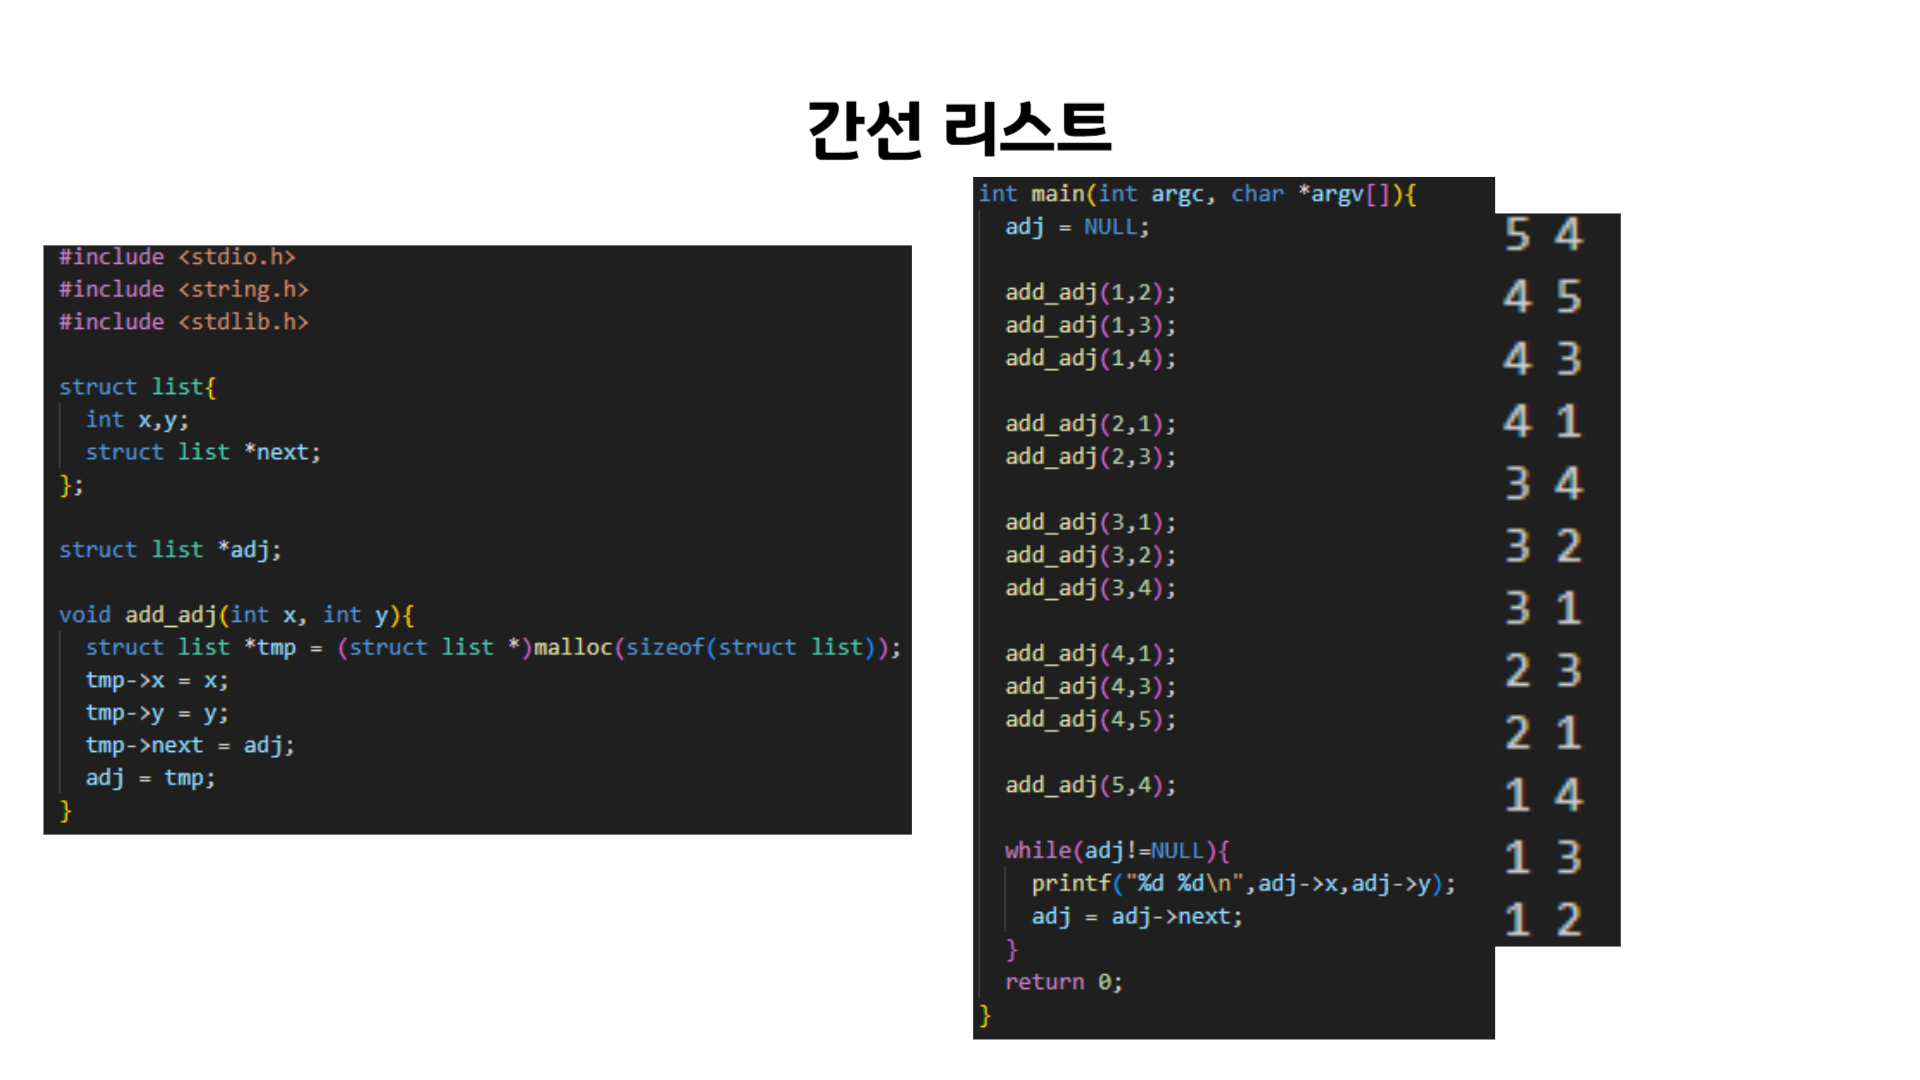 간선 리스트
#include <stdio.h>
#include <string.h>
#include <stdlib.h>
struct list{
int x,y;
struct list *next;
};
struct list *adj;
void add_adj(int x, int y){
struct list *tmp = (struct list *)malloc(sizeof(struct list));
tmp->x = x;
tmp->y = y;
tmp->next = adj;
adj = tmp;
}
int main(int argc, char *argv[]){
adj = NULL;
add_adj(1,2);
add_adj(1,3);
add_adj(1,4);
add_adj(2,1);
add_adj(2,3);
add_adj(3,1);
add_adj(3,2);
add_adj(3,4);
add_adj(4,1);
add_adj(4,3);
add_adj(4,5);
add_adj(5,4);
while(adj!=NULL){
printf("%d %d\n",adj->x,adj->y);
adj = adj->next;
}
return 0;
}
5 4
4 5
4 3
4 1
3 4
3 2
3 1
2 3
2 1
1 4
1 3
1 2